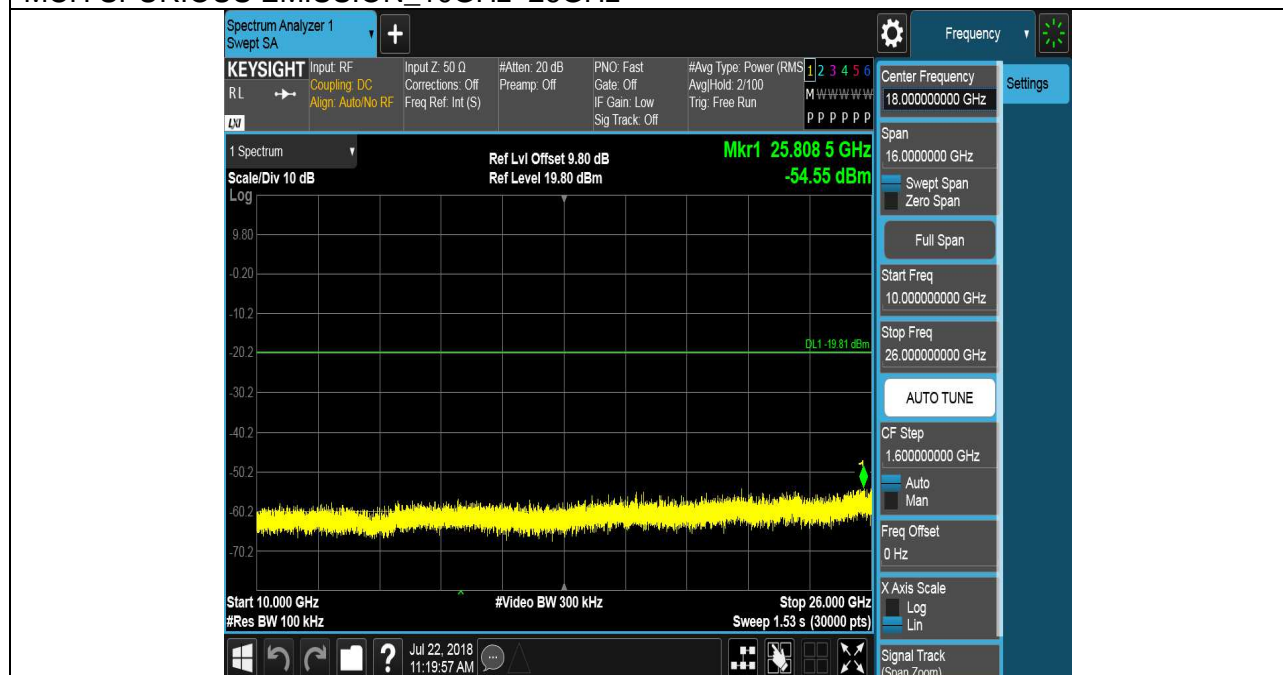 Spectrum Analyzer 1
Swept SA
+
Frequency
KEYSIGHT
RL
LXI
Input: RF
Coupling: DC
Align: Auto/No RF
Input Z: 50 Ω
Corrections: Off
Freq Ref: Int (S)
#Atten: 20 dB
Preamp: Off
PNO: Fast
Gate: Off
IF Gain: Low
Sig Track: Off
#Avg Type: Power (RMS
Avg|Hold: 2/100
Trig: Free Run
1 2 3 4 5 6
M W W W W W
P P P P P P
1 Spectrum
Scale/Div 10 dB
Log
Ref Lvl Offset 9.80 dB
Ref Level 19.80 dBm
Mkr1 25.808 5 GHz
-54.55 dBm
9.80
-0.20
-10.2
DL1 -19.81 dBm
-20.2
-30.2
-40.2
-50.2
1
-60.2
-70.2
Start 10.000 GHz
#Res BW 100 kHz
#Video BW 300 kHz
Stop 26.000 GHz
Sweep 1.53 s (30000 pts)
?
Jul 22, 2018
11:19:57 AM
Center Frequency
18.000000000 GHz
Settings
Span
16.0000000 GHz
Swept Span
Zero Span
Full Span
Start Freq
10.000000000 GHz
Stop Freq
26.000000000 GHz
AUTO TUNE
CF Step
1.600000000 GHz
Auto
Man
Freq Offset
0 Hz
X Axis Scale
Log
Lin
Signal Track
(Span Zoom)